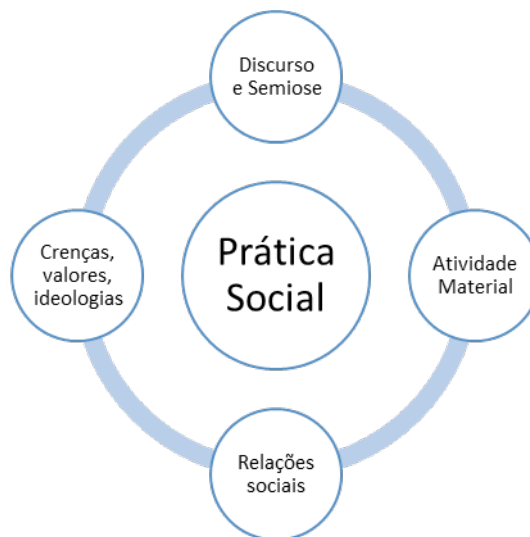 Discurso
e Semiose
Prática
Social
Crenças,
valores,
ideologias
Atividade
Material
Relações
sociais